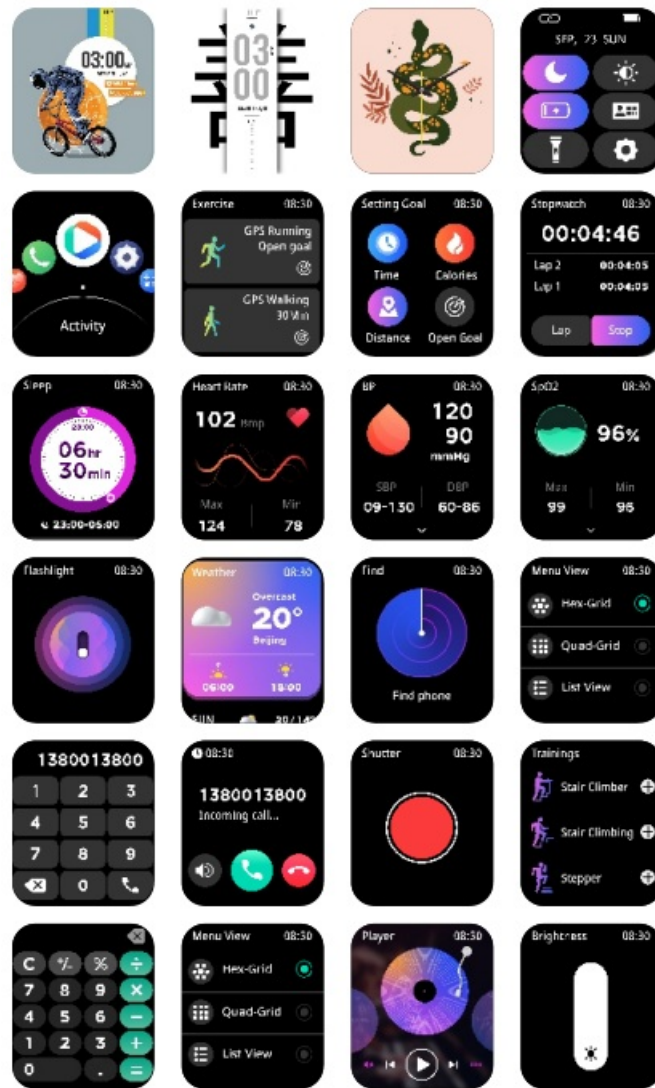 03:00
03
00
SEP, 23 SUN
Activity
Exercise 08:30
GPS Running
Open goal
GPS Walking
30 Min
Setting Goal 08:30
Time Calories
Distance Open Goal
Stopwatch 08:30
00:04:46
Lap 2 00:04:05
Lap 1 00:04:05
Lap Stop
Sleep 08:30
23:00
06hr
30min
23:00-05:00
Heart Rate 08:30
102 Bmp
Max Min
124 78
BP 08:30
120
90
mmHg
SBP DBP
09-130 60-86
SpO2 08:30
96%
Max Min
99 96
Flashlight 08:30
Weather 08:30
Overcast
20°
Beijing
06:00 18:00
SUN 20/14°
Find 08:30
Find phone
Menu View 08:30
Hex-Grid
Quad-Grid
List View
1380013800
1 2 3
4 5 6
7 8 9
0
08:30
1380013800
Incoming call...
Shutter 08:30
Trainings
Stair Climber
Stair Climbing
Stepper
C +/- % ÷
7 8 9 ×
4 5 6 −
1 2 3 +
0 . =
Menu View 08:30
Hex-Grid
Quad-Grid
List View
Player 08:30
Brightness 08:30